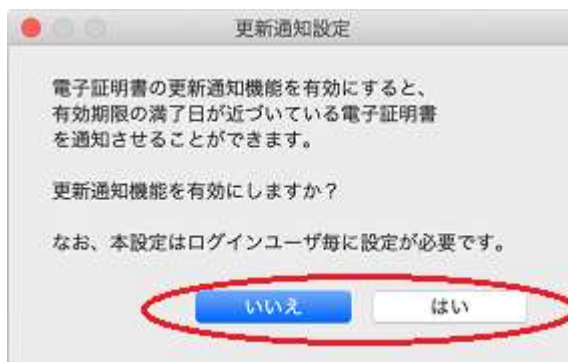 更新通知設定
電子証明書の更新通知機能を有効にすると、
有効期限の満了日が近づいている電子証明書
を通知させることができます。
更新通知機能を有効にしますか？
なお、本設定はログインユーザ毎に設定が必要です。
いいえ
はい